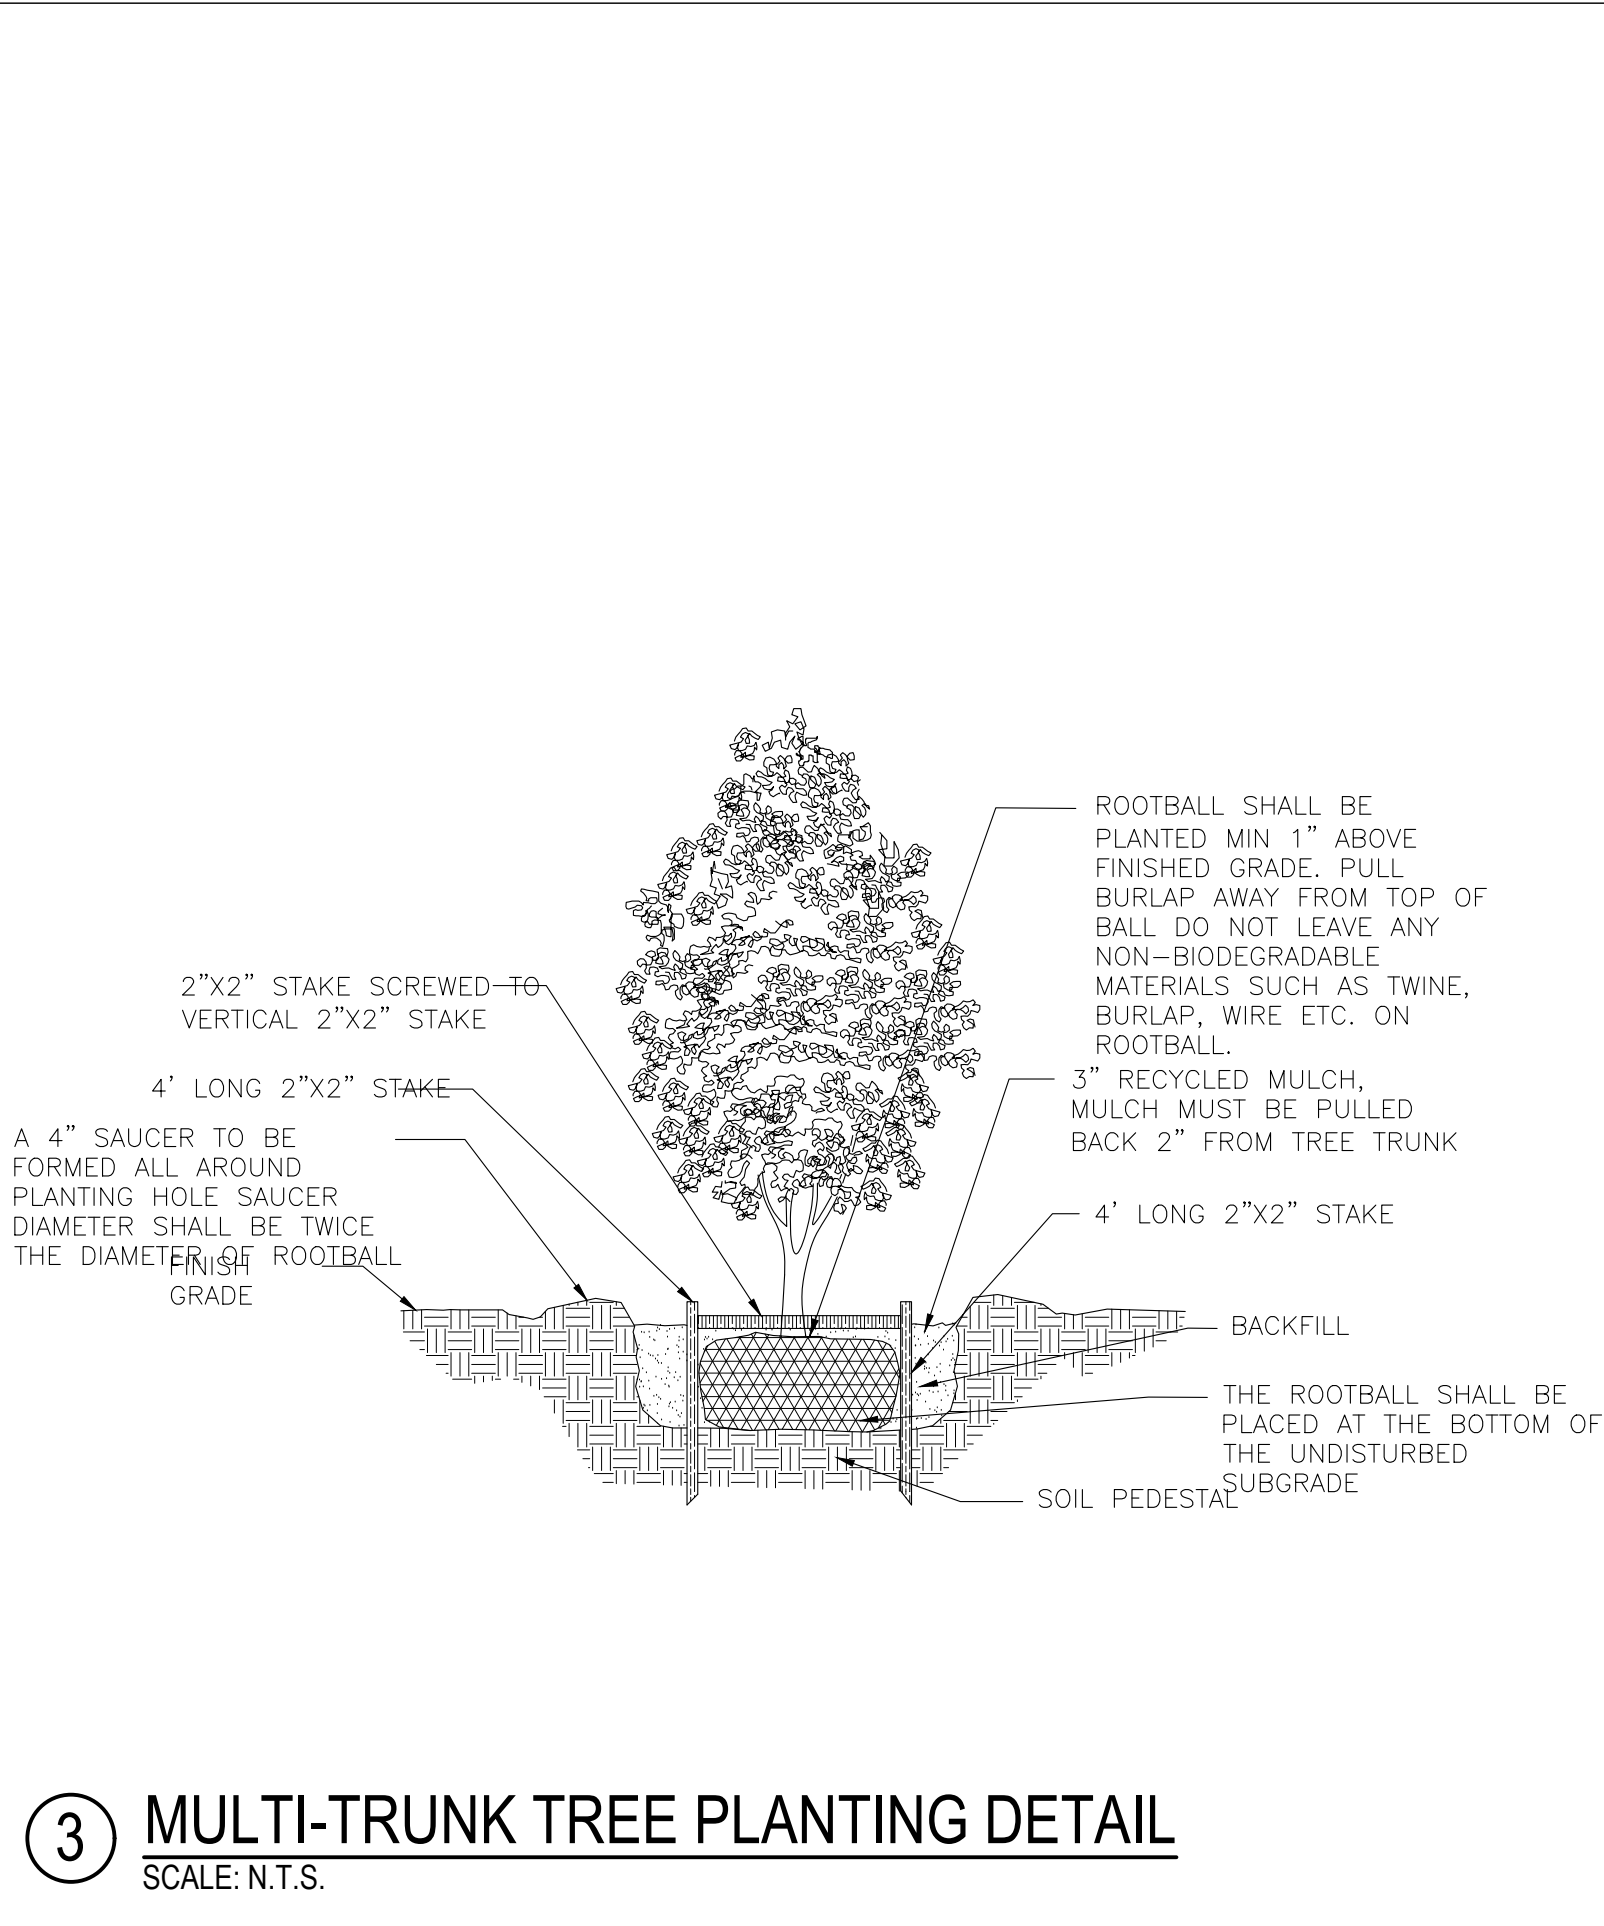 ROOTBALL SHALL BE
PLANTED MIN 1” ABOVE
FINISHED GRADE. PULL
BURLAP AWAY FROM TOP OF
BALL DO NOT LEAVE ANY
NON-BIODEGRADABLE
MATERIALS SUCH AS TWINE,
BURLAP, WIRE ETC. ON
ROOTBALL.
2”X2” STAKE SCREWED TO
VERTICAL 2”X2” STAKE
4’ LONG 2”X2” STAKE
3” RECYCLED MULCH,
MULCH MUST BE PULLED
BACK 2” FROM TREE TRUNK
A 4” SAUCER TO BE
FORMED ALL AROUND
PLANTING HOLE SAUCER
DIAMETER SHALL BE TWICE
THE DIAMETER OF ROOTBALL
4’ LONG 2”X2” STAKE
FINISH
GRADE
BACKFILL
THE ROOTBALL SHALL BE
PLACED AT THE BOTTOM OF
THE UNDISTURBED
SUBGRADE
SOIL PEDESTAL
3
MULTI-TRUNK TREE PLANTING DETAIL
SCALE: N.T.S.